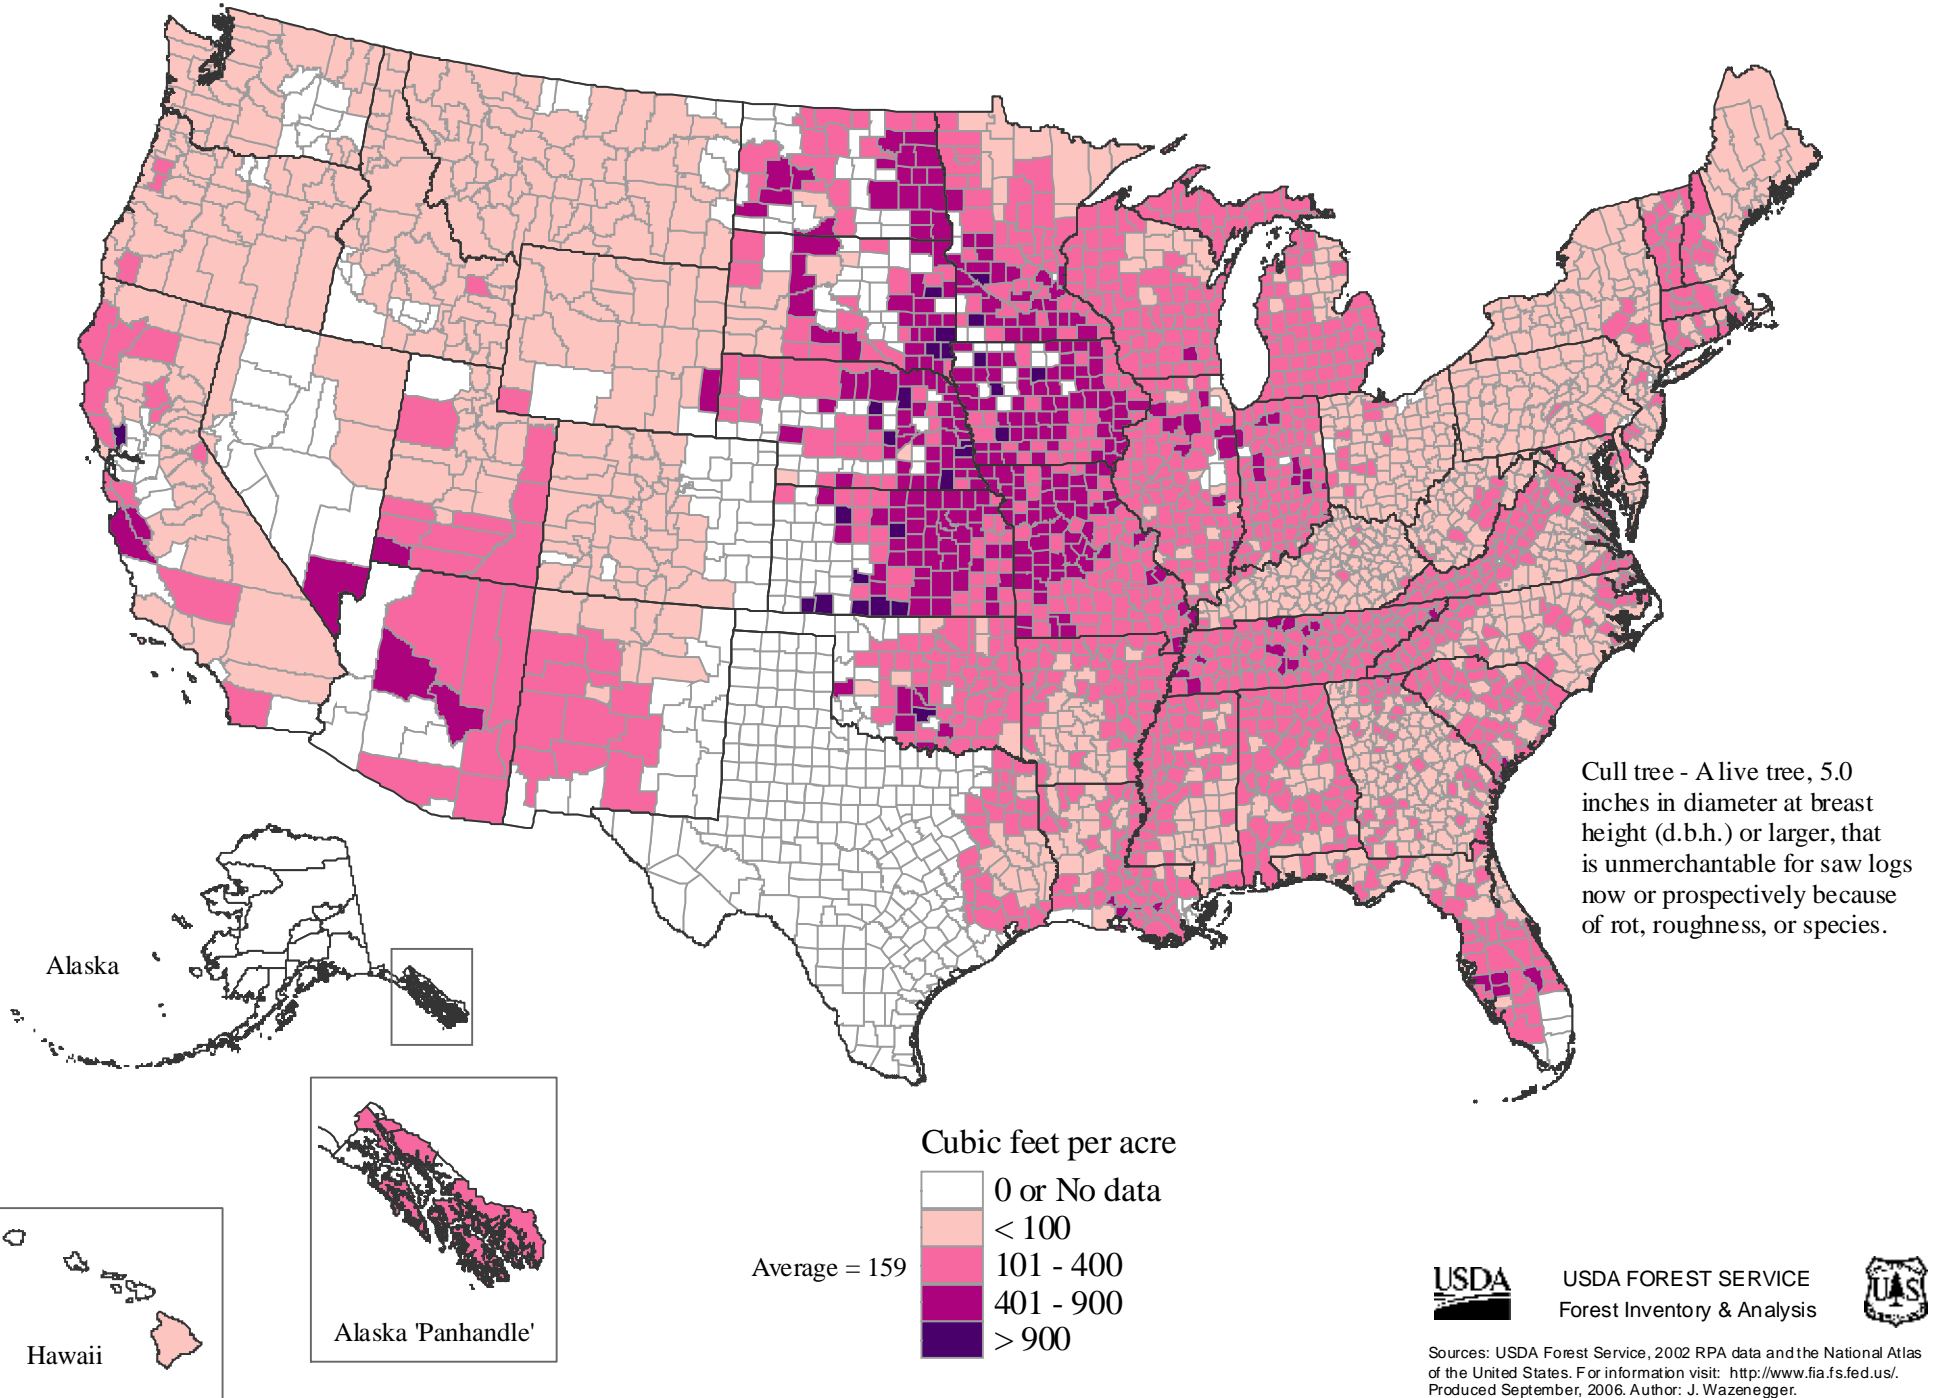 Cull tree - A live tree, 5.0
inches in diameter at breast
height (d.b.h.) or larger, that
is unmerchantable for saw logs
now or prospectively because
of rot, roughness, or species.
Alaska
Alaska 'Panhandle'
Hawaii
Cubic feet per acre
0 or No data
< 100
Average = 159
101 - 400
401 - 900
> 900
USDA
USDA FOREST SERVICE
Forest Inventory & Analysis
U S
Sources: USDA Forest Service, 2002 RPA data and the National Atlas
of the United States. For information visit: http://www.fia.fs.fed.us/.
Produced September, 2006. Author: J. Wazenegger.